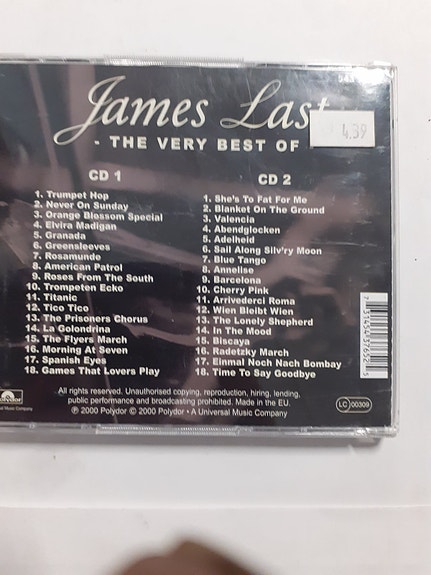 James Last
4.39
- THE VERY BEST OF
CD 1
1. Trumpet Hop
2. Never On Sunday
3. Orange Blossom Special
4. Elvira Madigan
5. Granada
6. Greensleeves
7. Rosamunde
8. American Patrol
9. Roses From The South
10. Trompeten Ecko
11. Titanic
12. Tico Tico
13. The Prisoners Chorus
14. La Golondrina
15. The Flyers March
16. Morning At Seven
17. Spanish Eyes
18. Games That Lovers Play
CD 2
1. She's To Fat For Me
2. Blanket On The Ground
3. Valencia
4. Abendglocken
5. Adelheid
6. Sail Along Silv'ry Moon
7. Blue Tango
8. Annelise
9. Barcelona
10. Cherry Pink
11. Arrivederci Roma
12. Wien Bleibt Wien
13. The Lonely Shepherd
14. In The Mood
15. Biscaya
16. Radetzky March
17. Einmal Noch Nach Bombay
18. Time To Say Goodbye
All rights reserved. Unauthorised copying, reproduction, hiring, lending,
public performance and broadcasting prohibited. Made in the EU.
℗ 2000 Polydor © 2000 Polydor • A Universal Music Company
Music Company
LC 00309